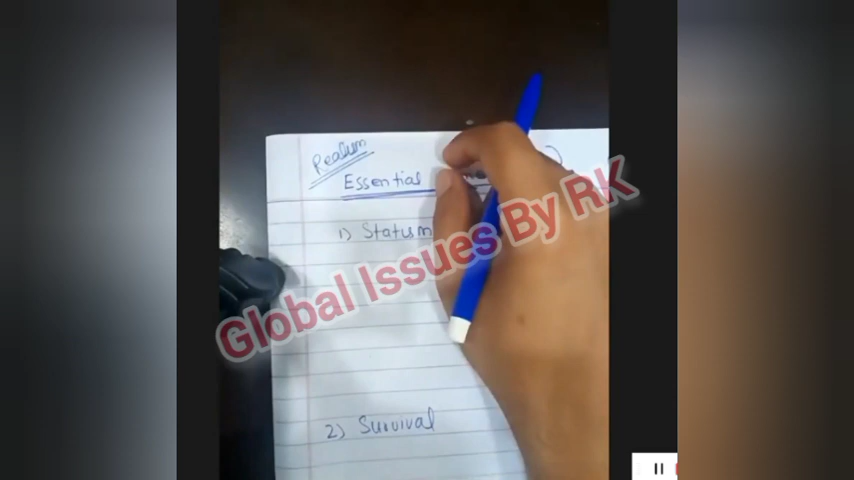 Realism
Essential
1) Statism
Global Issues By RK
2) Survival